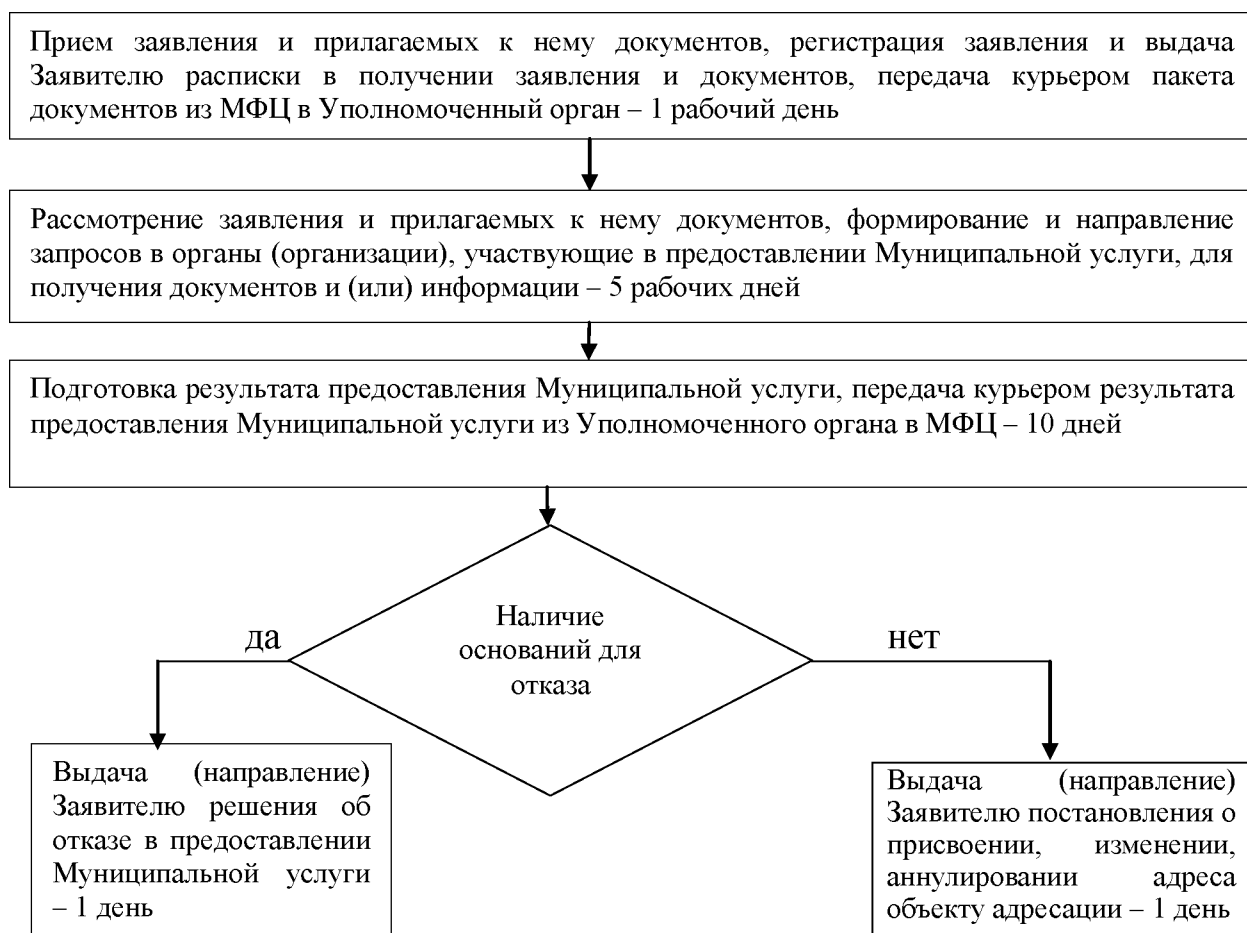 Прием заявления и прилагаемых к нему документов, регистрация заявления и выдача
Заявителю расписки в получении заявления и документов, передача курьером пакета
документов из МФЦ в Уполномоченный орган – 1 рабочий день
Рассмотрение заявления и прилагаемых к нему документов, формирование и направление
запросов в органы (организации), участвующие в предоставлении Муниципальной услуги, для
получения документов и (или) информации – 5 рабочих дней
Подготовка результата предоставления Муниципальной услуги, передача курьером результата
предоставления Муниципальной услуги из Уполномоченного органа в МФЦ – 10 дней
Наличие
оснований для
отказа
да
нет
Выдача (направление)
Заявителю решения об
отказе в предоставлении
Муниципальной услуги
– 1 день
Выдача (направление)
Заявителю постановления о
присвоении, изменении,
аннулировании адреса
объекту адресации – 1 день